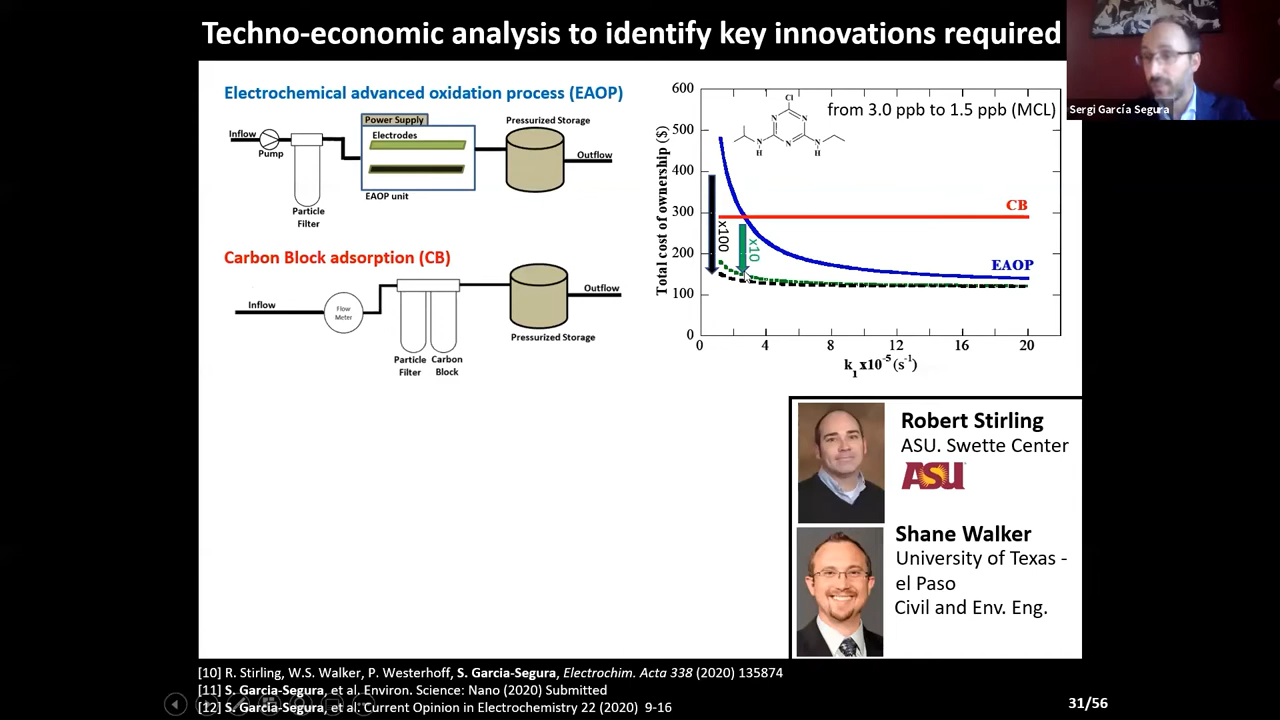 Techno-economic analysis to identify key innovations required
Sergi García Segura
Electrochemical advanced oxidation process (EAOP)
Power Supply
Electrodes
Pressurized Storage
Inflow
Pump
Outflow
EAOP unit
Particle
Filter
Carbon Block adsorption (CB)
Inflow
Flow
Meter
Outflow
Pressurized Storage
Particle
Filter
Carbon
Block
from 3.0 ppb to 1.5 ppb (MCL)
Cl
N
N
N
N
H
N
H
Total cost of ownership ($)
600
500
400
300
200
100
0
CB
EAOP
x100
x10
0
4
8
12
16
20
k1x10-5 (s-1)
Robert Stirling
ASU. Swette Center
ASU
Shane Walker
University of Texas -
el Paso
Civil and Env. Eng.
[10] R. Stirling, W.S. Walker, P. Westerhoff, S. Garcia-Segura, Electrochim. Acta 338 (2020) 135874
[11] S. Garcia-Segura, et al. Environ. Science: Nano (2020) Submitted
[12] S. Garcia-Segura, et al. Current Opinion in Electrochemistry 22 (2020) 9-16
31/56